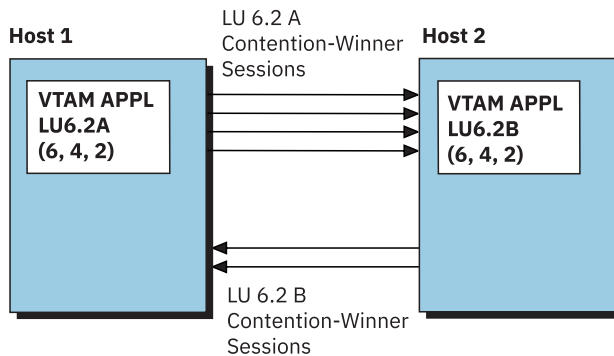 LU 6.2 A
Contention-Winner
Sessions
Host 1
Host 2
VTAM APPL
LU6.2A
(6, 4, 2)
VTAM APPL
LU6.2B
(6, 4, 2)
LU 6.2 B
Contention-Winner
Sessions